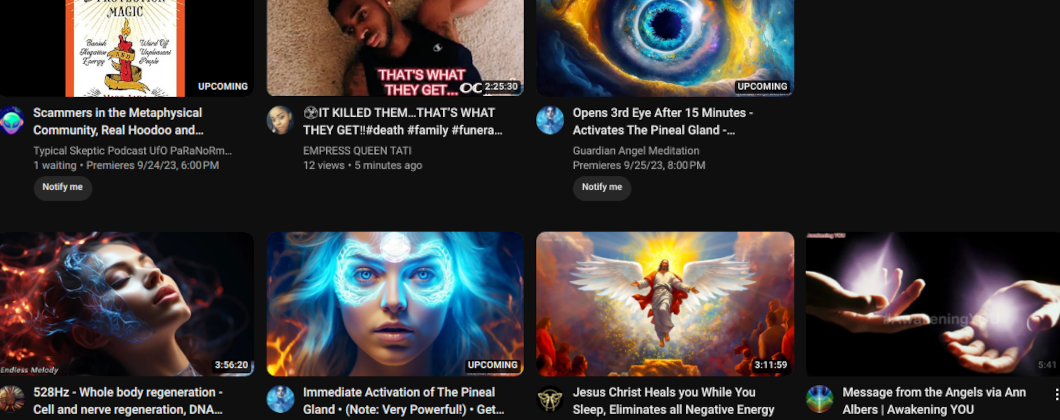 PROTECTION
MAGIC
Banish Negative Energy AND Ward Off Unpleasant People
UPCOMING
THAT'S WHAT
THEY GET...
2:25:30
UPCOMING
Scammers in the Metaphysical
Community, Real Hoodoo and...
Typical Skeptic Podcast UfO PaRaNoRm...
1 waiting • Premieres 9/24/23, 6:00 PM
Notify me
IT KILLED THEM...THAT'S WHAT
THEY GET!!#death #family #funera...
EMPRESS QUEEN TATI
12 views • 5 minutes ago
Opens 3rd Eye After 15 Minutes -
Activates The Pineal Gland -...
Guardian Angel Meditation
Premieres 9/25/23, 8:00 PM
Notify me
Endless Melody
3:56:20
UPCOMING
3:11:59
Awakening YOU
5:41
528Hz - Whole body regeneration -
Cell and nerve regeneration, DNA...
Immediate Activation of The Pineal
Gland • (Note: Very Powerful!) • Get...
Jesus Christ Heals you While You
Sleep, Eliminates all Negative Energy
Message from the Angels via Ann
Albers | Awakening YOU